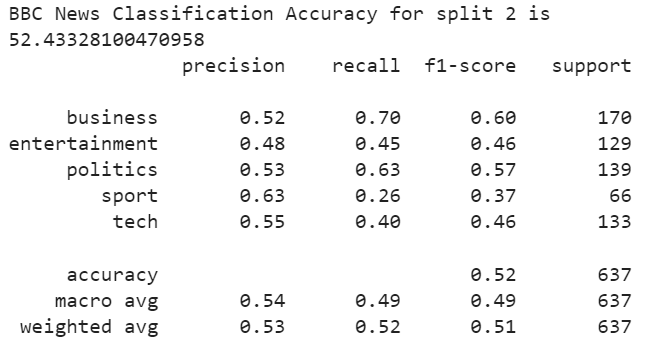 BBC News Classification Accuracy for split 2 is
52.43328100470958
precision recall f1-score support
business 0.52 0.70 0.60 170
entertainment 0.48 0.45 0.46 129
politics 0.53 0.63 0.57 139
sport 0.63 0.26 0.37 66
tech 0.55 0.40 0.46 133
accuracy 0.52 637
macro avg 0.54 0.49 0.49 637
weighted avg 0.53 0.52 0.51 637